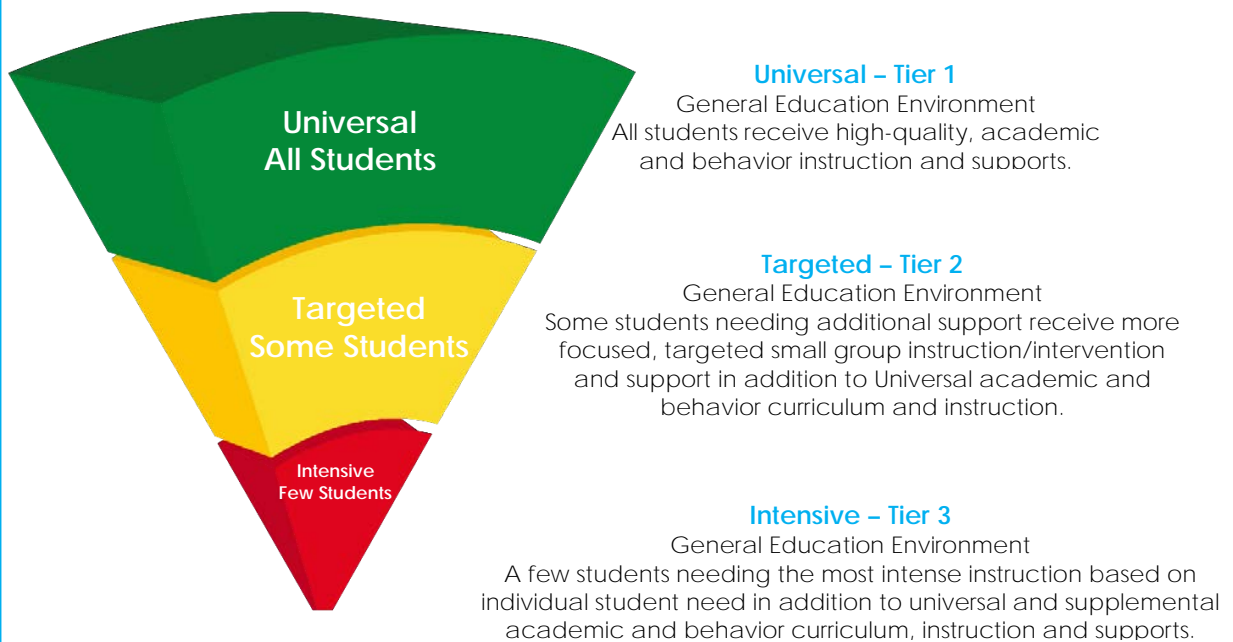 Universal
All Students
Universal – Tier 1
General Education Environment
All students receive high-quality, academic
and behavior instruction and supports.
Targeted
Some Students
Targeted – Tier 2
General Education Environment
Some students needing additional support receive more
focused, targeted small group instruction/intervention
and support in addition to Universal academic and
behavior curriculum and instruction.
Intensive
Few Students
Intensive – Tier 3
General Education Environment
A few students needing the most intense instruction based on
individual student need in addition to universal and supplemental
academic and behavior curriculum, instruction and supports.